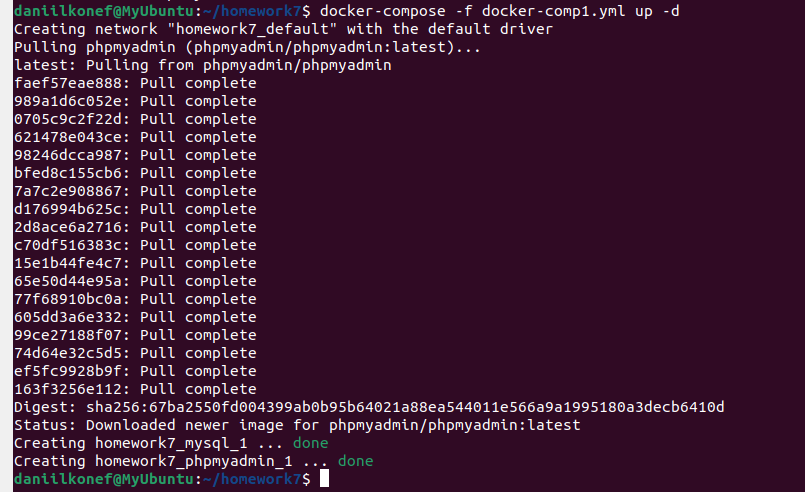 daniilkonef@MyUbuntu:~/homework7$ docker-compose -f docker-comp1.yml up -d
Creating network "homework7_default" with the default driver
Pulling phpmyadmin (phpmyadmin/phpmyadmin:latest)...
latest: Pulling from phpmyadmin/phpmyadmin
faef57eae888: Pull complete
989a1d6c052e: Pull complete
0705c9c2f22d: Pull complete
621478e043ce: Pull complete
98246dcca987: Pull complete
bfed8c155cb6: Pull complete
7a7c2e908867: Pull complete
d176994b625c: Pull complete
2d8ace6a2716: Pull complete
c70df516383c: Pull complete
15e1b44fe4c7: Pull complete
65e50d44e95a: Pull complete
77f68910bc0a: Pull complete
605dd3a6e332: Pull complete
99ce27188f07: Pull complete
74d64e32c5d5: Pull complete
ef5fc9928b9f: Pull complete
163f3256e112: Pull complete
Digest: sha256:67ba2550fd004399ab0b95b64021a88ea544011e566a9a1995180a3decb6410d
Status: Downloaded newer image for phpmyadmin/phpmyadmin:latest
Creating homework7_mysql_1 ... done
Creating homework7_phpmyadmin_1 ... done
daniilkonef@MyUbuntu:~/homework7$